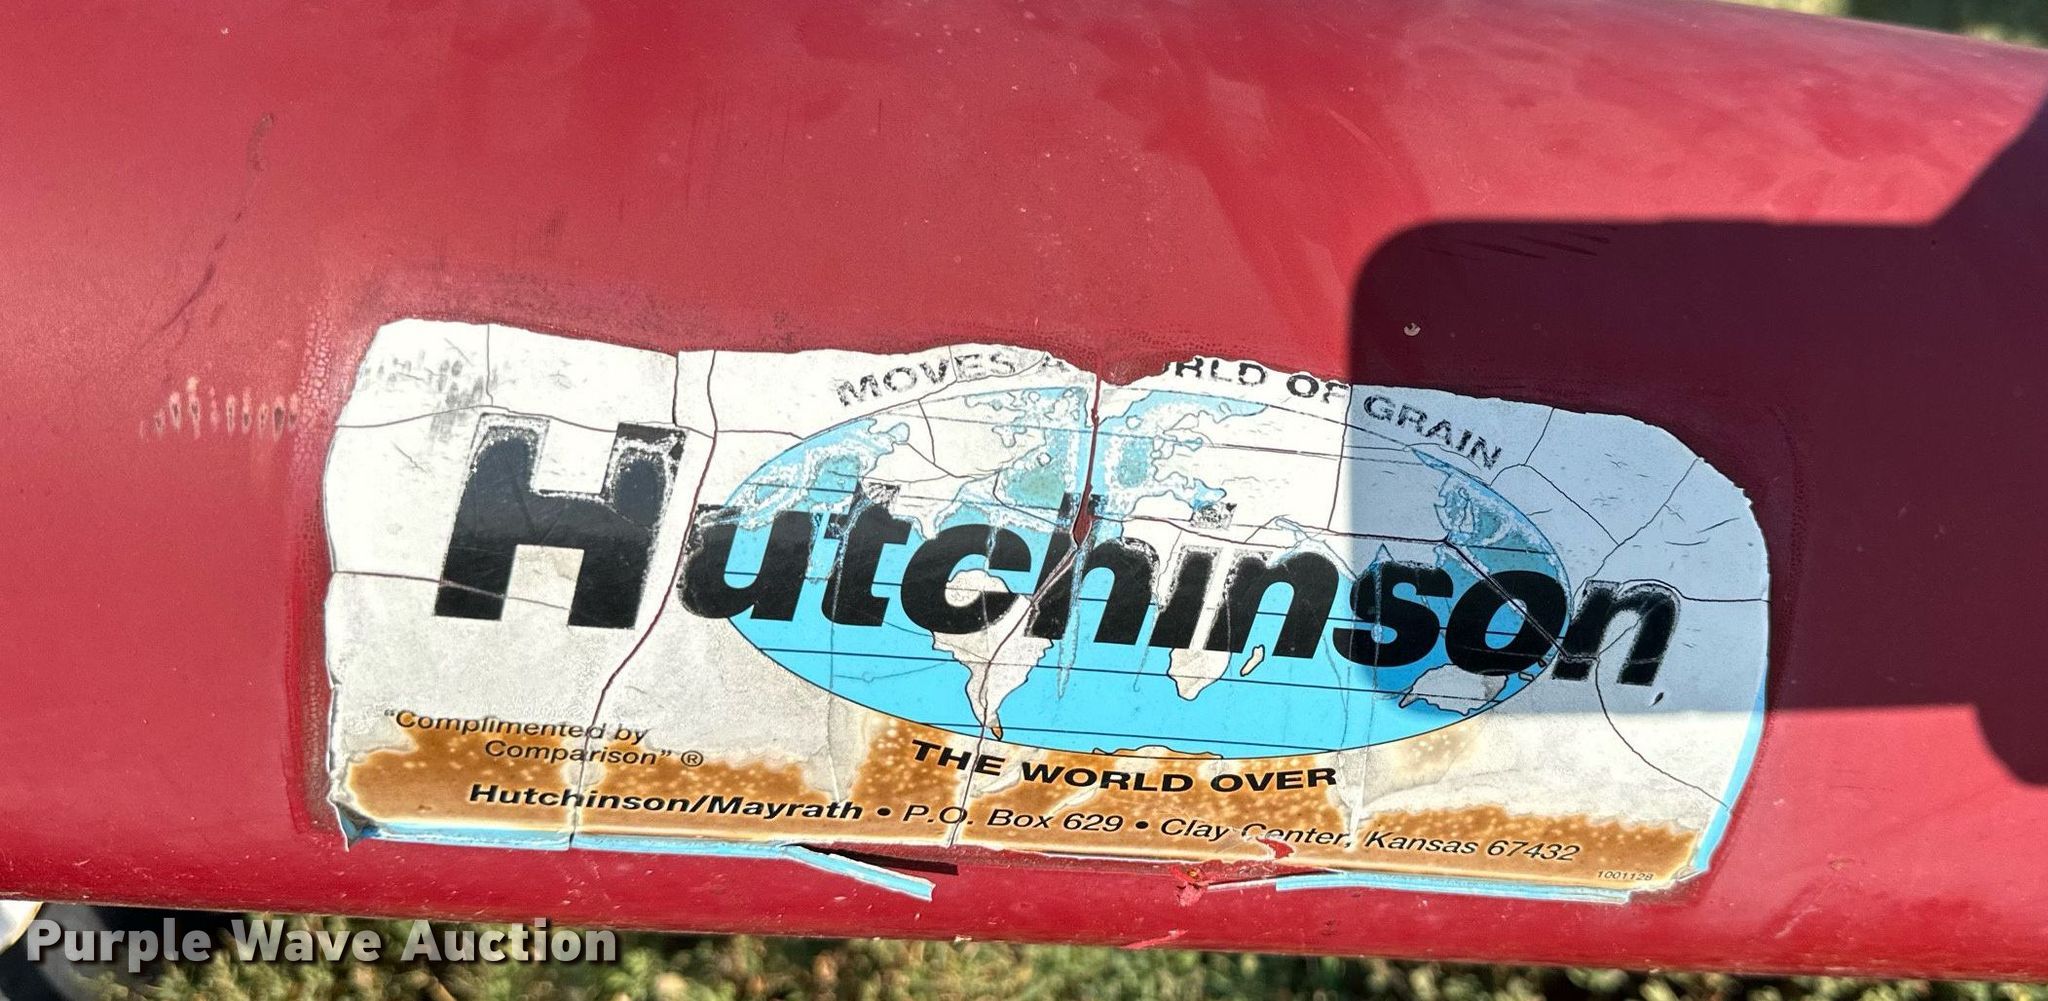 MOVES A RLD OF GRAIN
Hutchinson
"Complimented by
Comparison" ®
THE WORLD OVER
Hutchinson/Mayrath • P.O. Box 629 • Clay Center, Kansas 67432
1001128
Purple Wave Auction